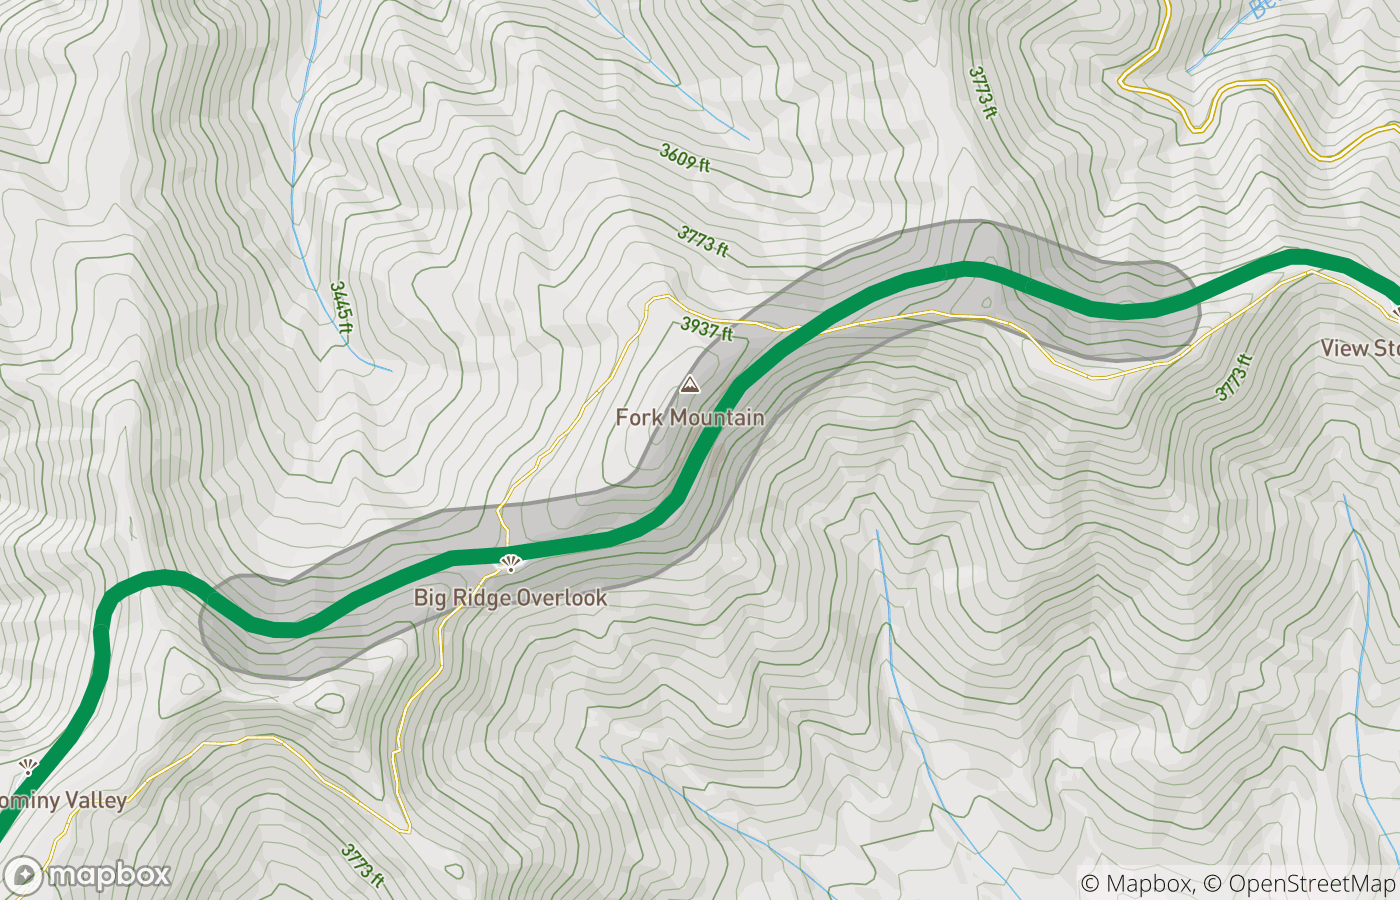 3773 ft
3609 ft
3773 ft
3445 ft
3937 ft
View Sto
3773 ft
Fork Mountain
Big Ridge Overlook
ominy Valley
3773 ft
mapbox
© Mapbox, © OpenStreetMap